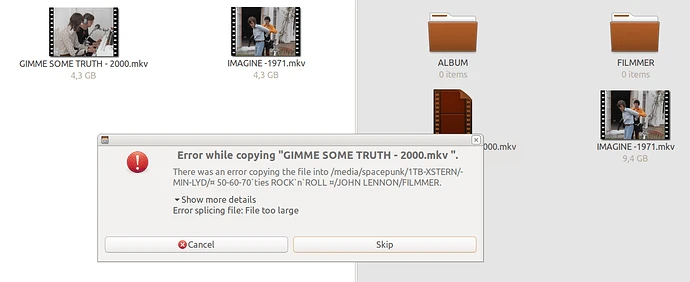 GIMME SOME TRUTH - 2000.mkv
4,3 GB
IMAGINE -1971.mkv
4,3 GB
ALBUM
0 items
FILMMER
0 items
2000.mkv
IMAGINE -1971.mkv
9,4 GB
Error while copying "GIMME SOME TRUTH - 2000.mkv ".
There was an error copying the file into /media/spacepunk/1TB-XSTERN/-
MIN-LYD/¤ 50-60-70`ties ROCK`n`ROLL ¤/JOHN LENNON/FILMMER.
Show more details
Error splicing file: File too large
Cancel
Skip